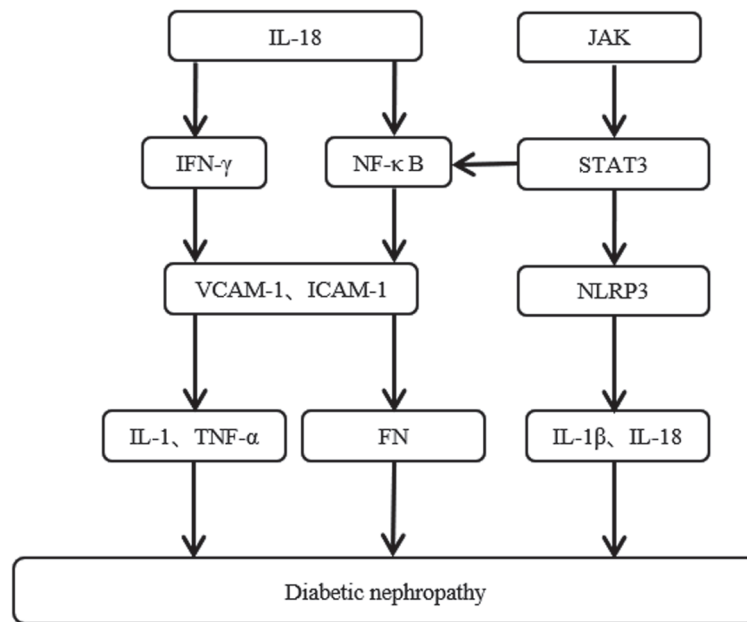 IL-18
JAK
IFN-γ
NF-κ B
STAT3
VCAM-1、ICAM-1
NLRP3
IL-1、TNF-α
FN
IL-1β、IL-18
Diabetic nephropathy